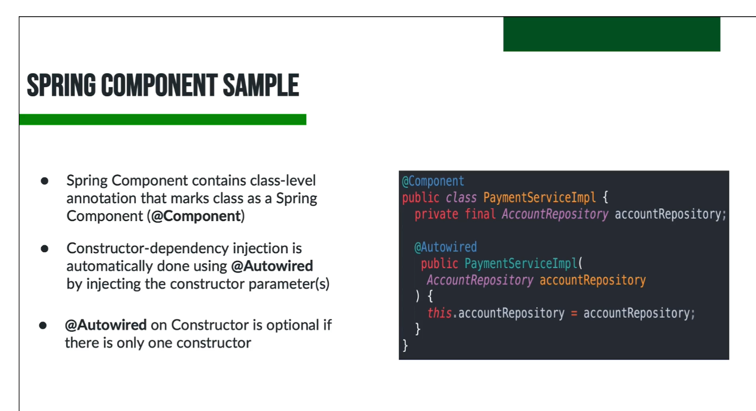 SPRING COMPONENT SAMPLE
● Spring Component contains class-level
annotation that marks class as a Spring
Component (@Component)
● Constructor-dependency injection is
automatically done using @Autowired
by injecting the constructor parameter(s)
● @Autowired on Constructor is optional if
there is only one constructor
@Component
public class PaymentServiceImpl {
  private final AccountRepository accountRepository;

  @Autowired
   public PaymentServiceImpl(
    AccountRepository accountRepository
  ) {
    this.accountRepository = accountRepository;
  }
}